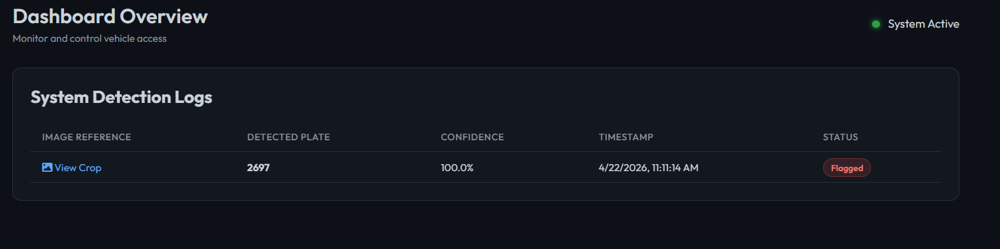 Dashboard Overview
System Active
Monitor and control vehicle access
System Detection Logs
IMAGE REFERENCE DETECTED PLATE CONFIDENCE TIMESTAMP STATUS
View Crop 2697 100.0% 4/22/2026, 11:11:14 AM Flagged